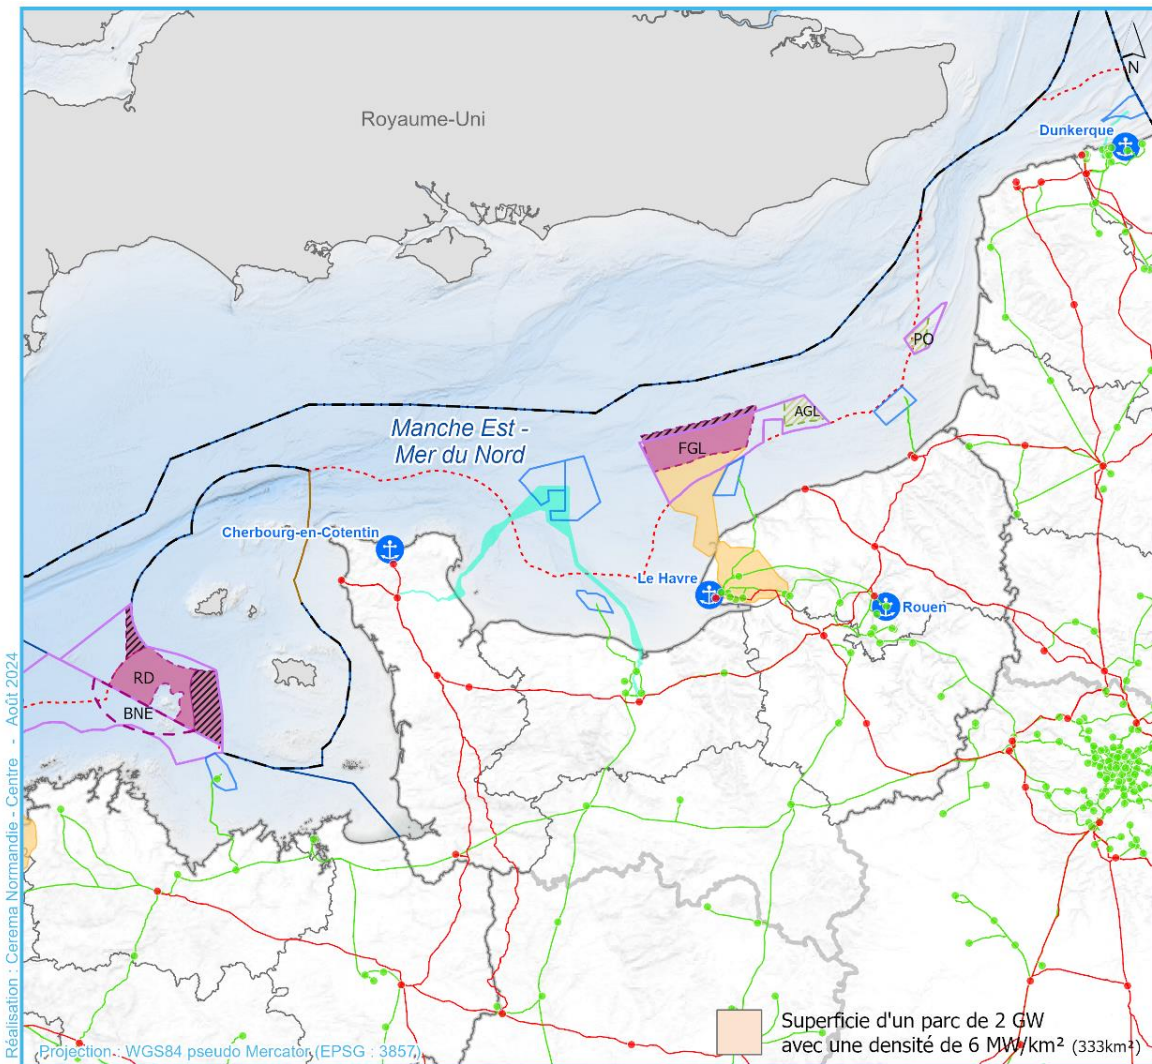 Royaume-Uni
N
Dunkerque
PO
Manche Est -
Mer du Nord
AGL
FGL
Cherbourg-en-Cotentin
Le Havre
Rouen
RD
BNE
Réalisation : Cerema Normandie - Centre - Août 2024
Superficie d'un parc de 2 GW
avec une densité de 6 MW/km² (333km²)
Projection : WGS84 pseudo Mercator (EPSG : 3857)